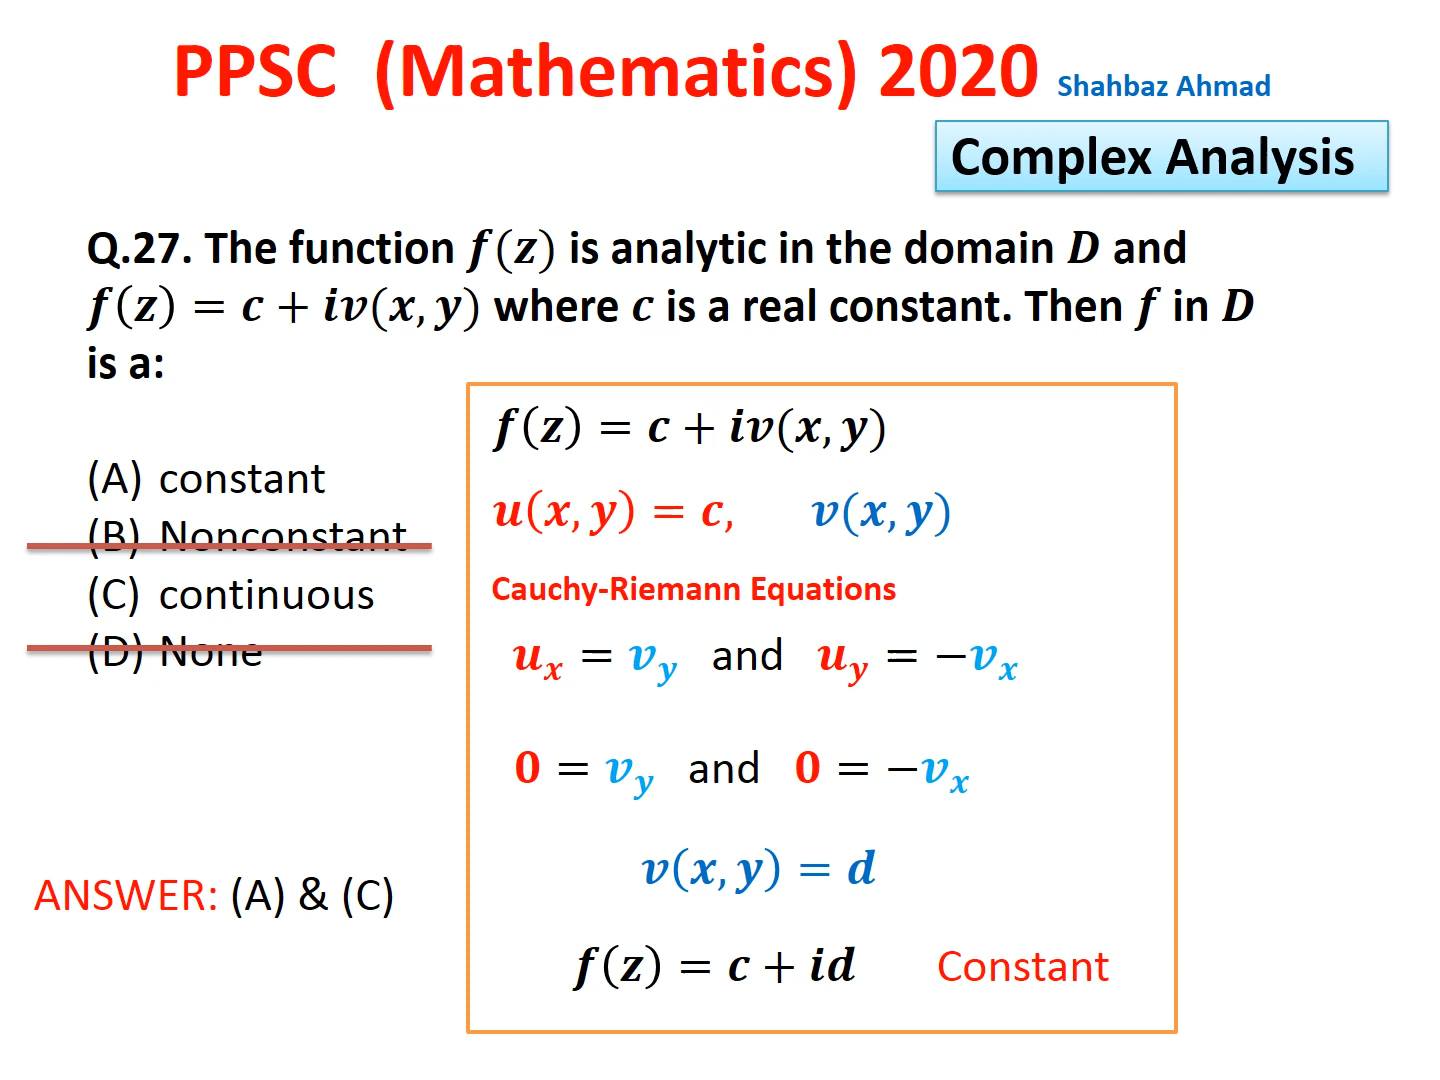 PPSC (Mathematics) 2020 Shahbaz Ahmad
Complex Analysis
Q.27. The function f(z) is analytic in the domain D and
f(z) = c + iv(x, y) where c is a real constant. Then f in D
is a:
(A) constant
(B) Nonconstant
(C) continuous
(D) None
ANSWER: (A) & (C)
f(z) = c + iv(x, y)
u(x, y) = c, v(x, y)
Cauchy-Riemann Equations
u_x = v_y and u_y = −v_x
0 = v_y and 0 = −v_x
v(x, y) = d
f(z) = c + id Constant